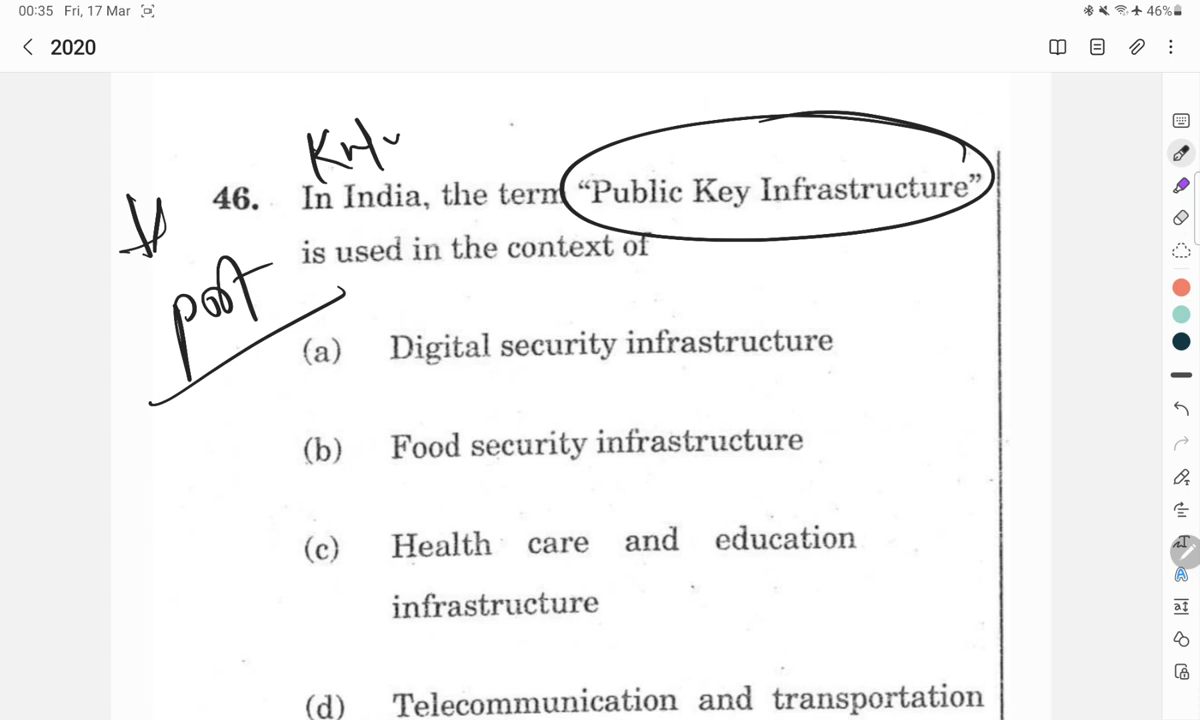 00:35 Fri, 17 Mar
46%
2020
46. In India, the term “Public Key Infrastructure”
is used in the context of
(a) Digital security infrastructure
(b) Food security infrastructure
(c) Health care and education
infrastructure
(d) Telecommunication and transportation